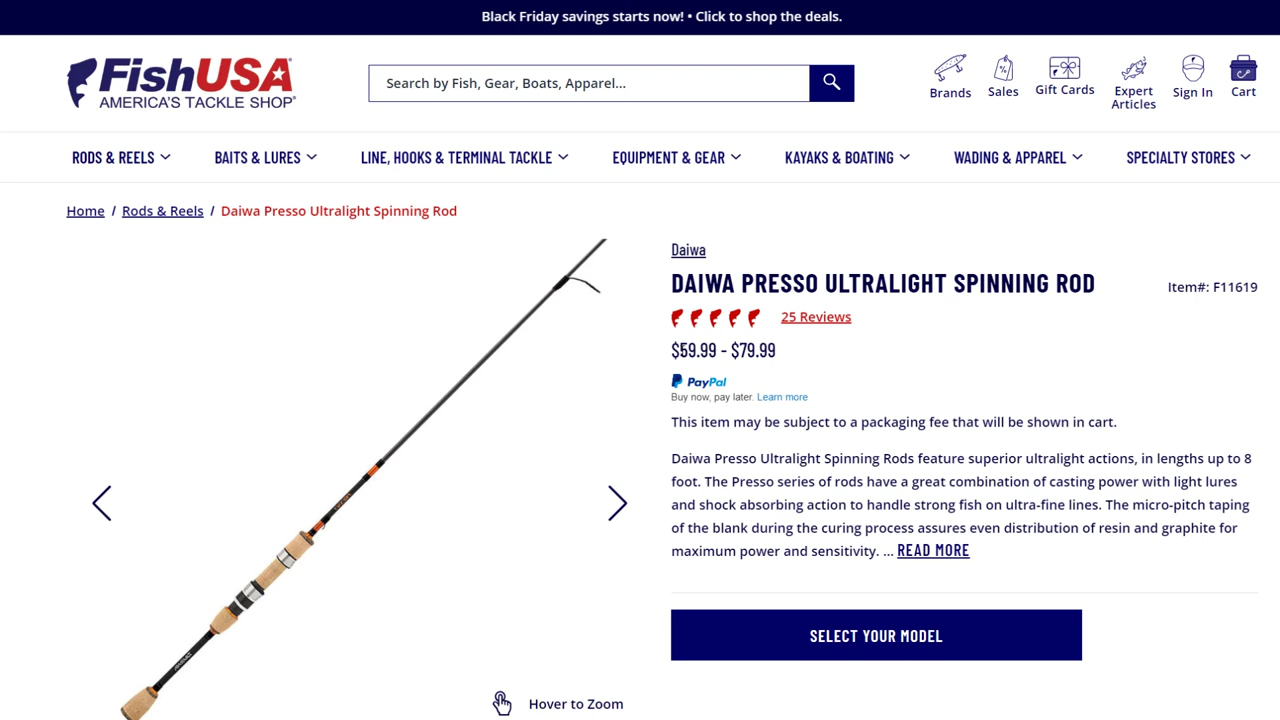 Black Friday savings starts now! • Click to shop the deals.
FishUSA
AMERICA'S TACKLE SHOP®
Search by Fish, Gear, Boats, Apparel...
Brands
Sales
Gift Cards
Expert
Articles
Sign In
Cart
RODS & REELS
BAITS & LURES
LINE, HOOKS & TERMINAL TACKLE
EQUIPMENT & GEAR
KAYAKS & BOATING
WADING & APPAREL
SPECIALTY STORES
Home / Rods & Reels / Daiwa Presso Ultralight Spinning Rod
Daiwa
DAIWA PRESSO ULTRALIGHT SPINNING ROD
Item#: F11619
25 Reviews
$59.99 - $79.99
PayPal
Buy now, pay later. Learn more
This item may be subject to a packaging fee that will be shown in cart.
Daiwa Presso Ultralight Spinning Rods feature superior ultralight actions, in lengths up to 8
foot. The Presso series of rods have a great combination of casting power with light lures
and shock absorbing action to handle strong fish on ultra-fine lines. The micro-pitch taping
of the blank during the curing process assures even distribution of resin and graphite for
maximum power and sensitivity. ... READ MORE
SELECT YOUR MODEL
Hover to Zoom